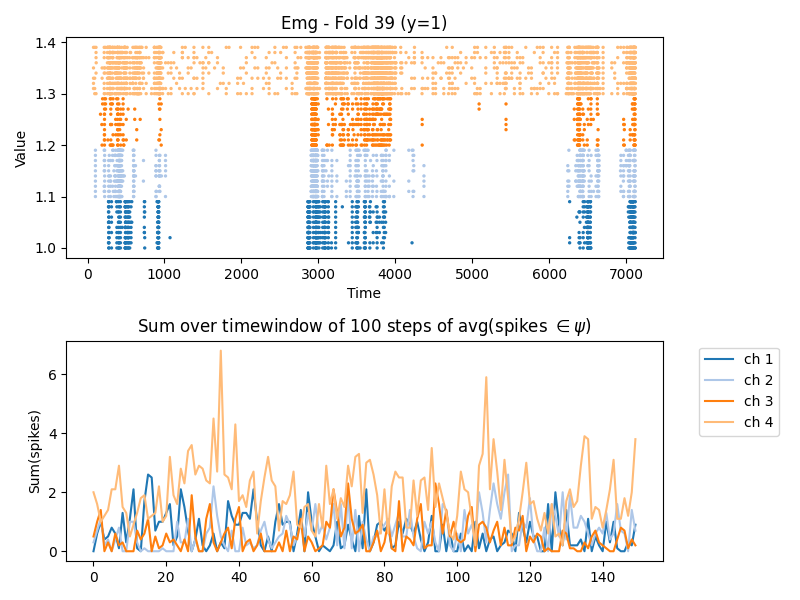 Emg - Fold 39 (y=1)
Value
1.4
1.3
1.2
1.1
1.0
0 1000 2000 3000 4000 5000 6000 7000
Time
Sum over timewindow of 100 steps of avg(spikes ∈ ψ)
Sum(spikes)
6
4
2
0
0 20 40 60 80 100 120 140
ch 1
ch 2
ch 3
ch 4